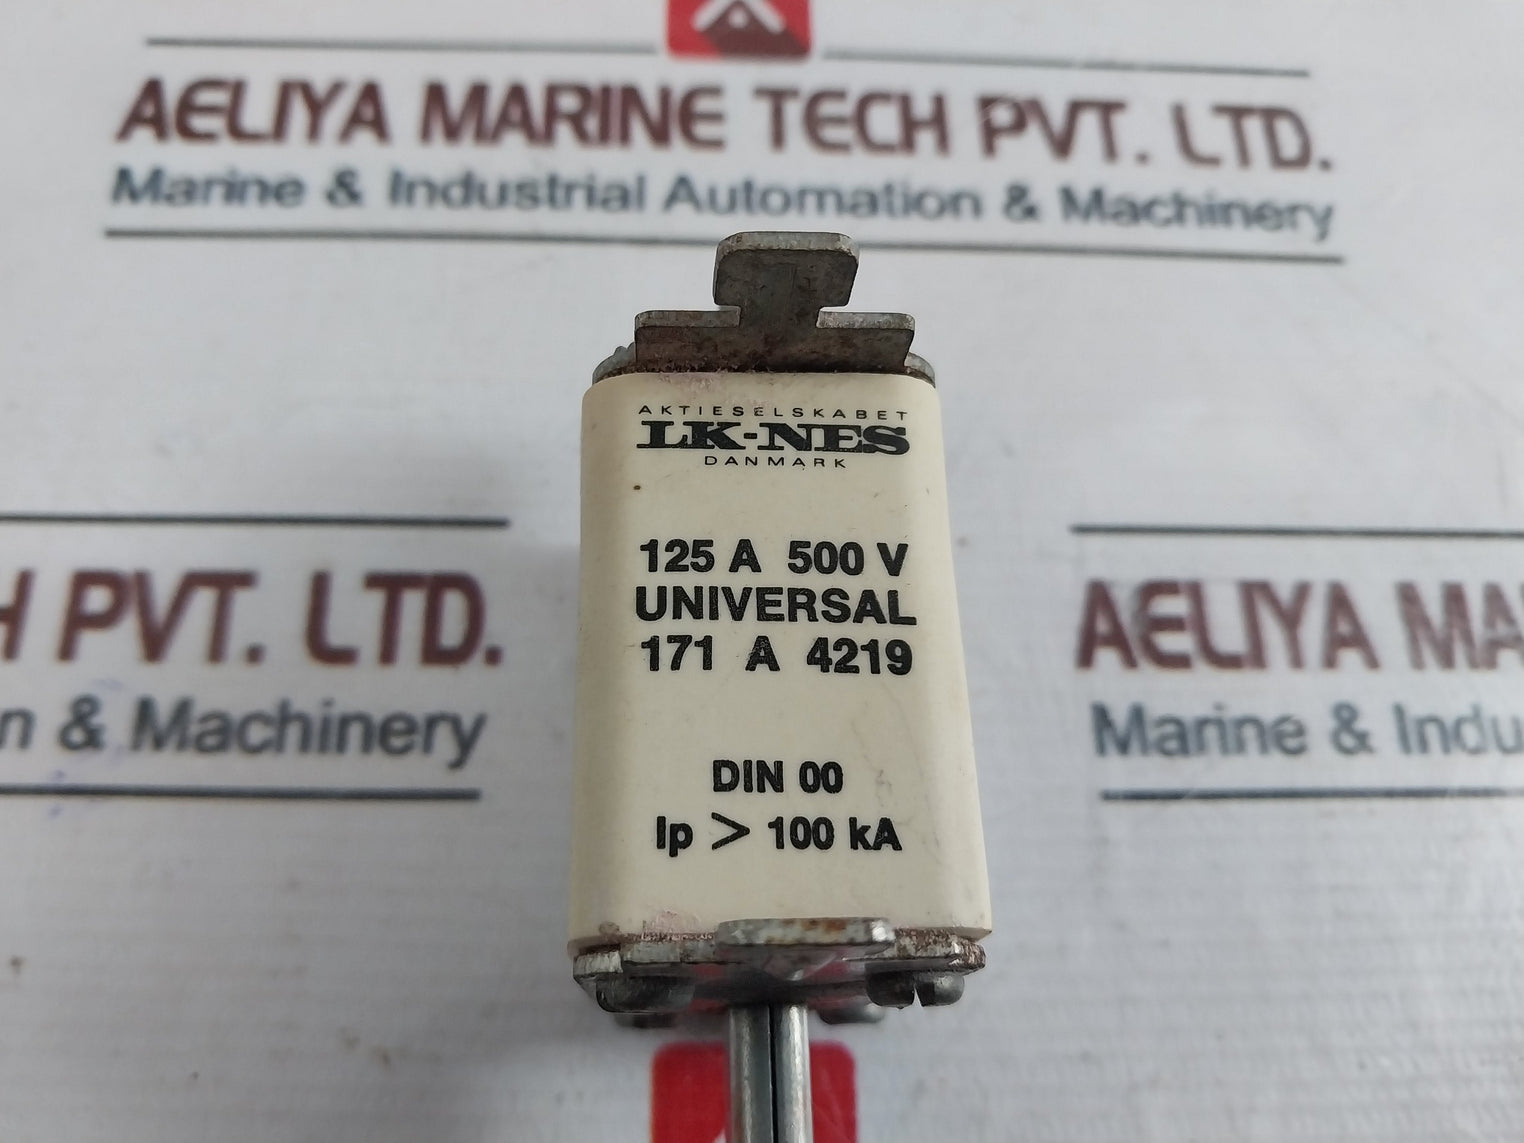 AELIYA MARINE TECH PVT. LTD.
Marine & Industrial Automation & Machinery
AKTIESELSKABET
LK-NES
DANMARK
125 A 500 V
UNIVERSAL
171 A 4219
DIN 00
Ip > 100 kA
H PVT. LTD.
n & Machinery
AELIYA MA
Marine & Indu